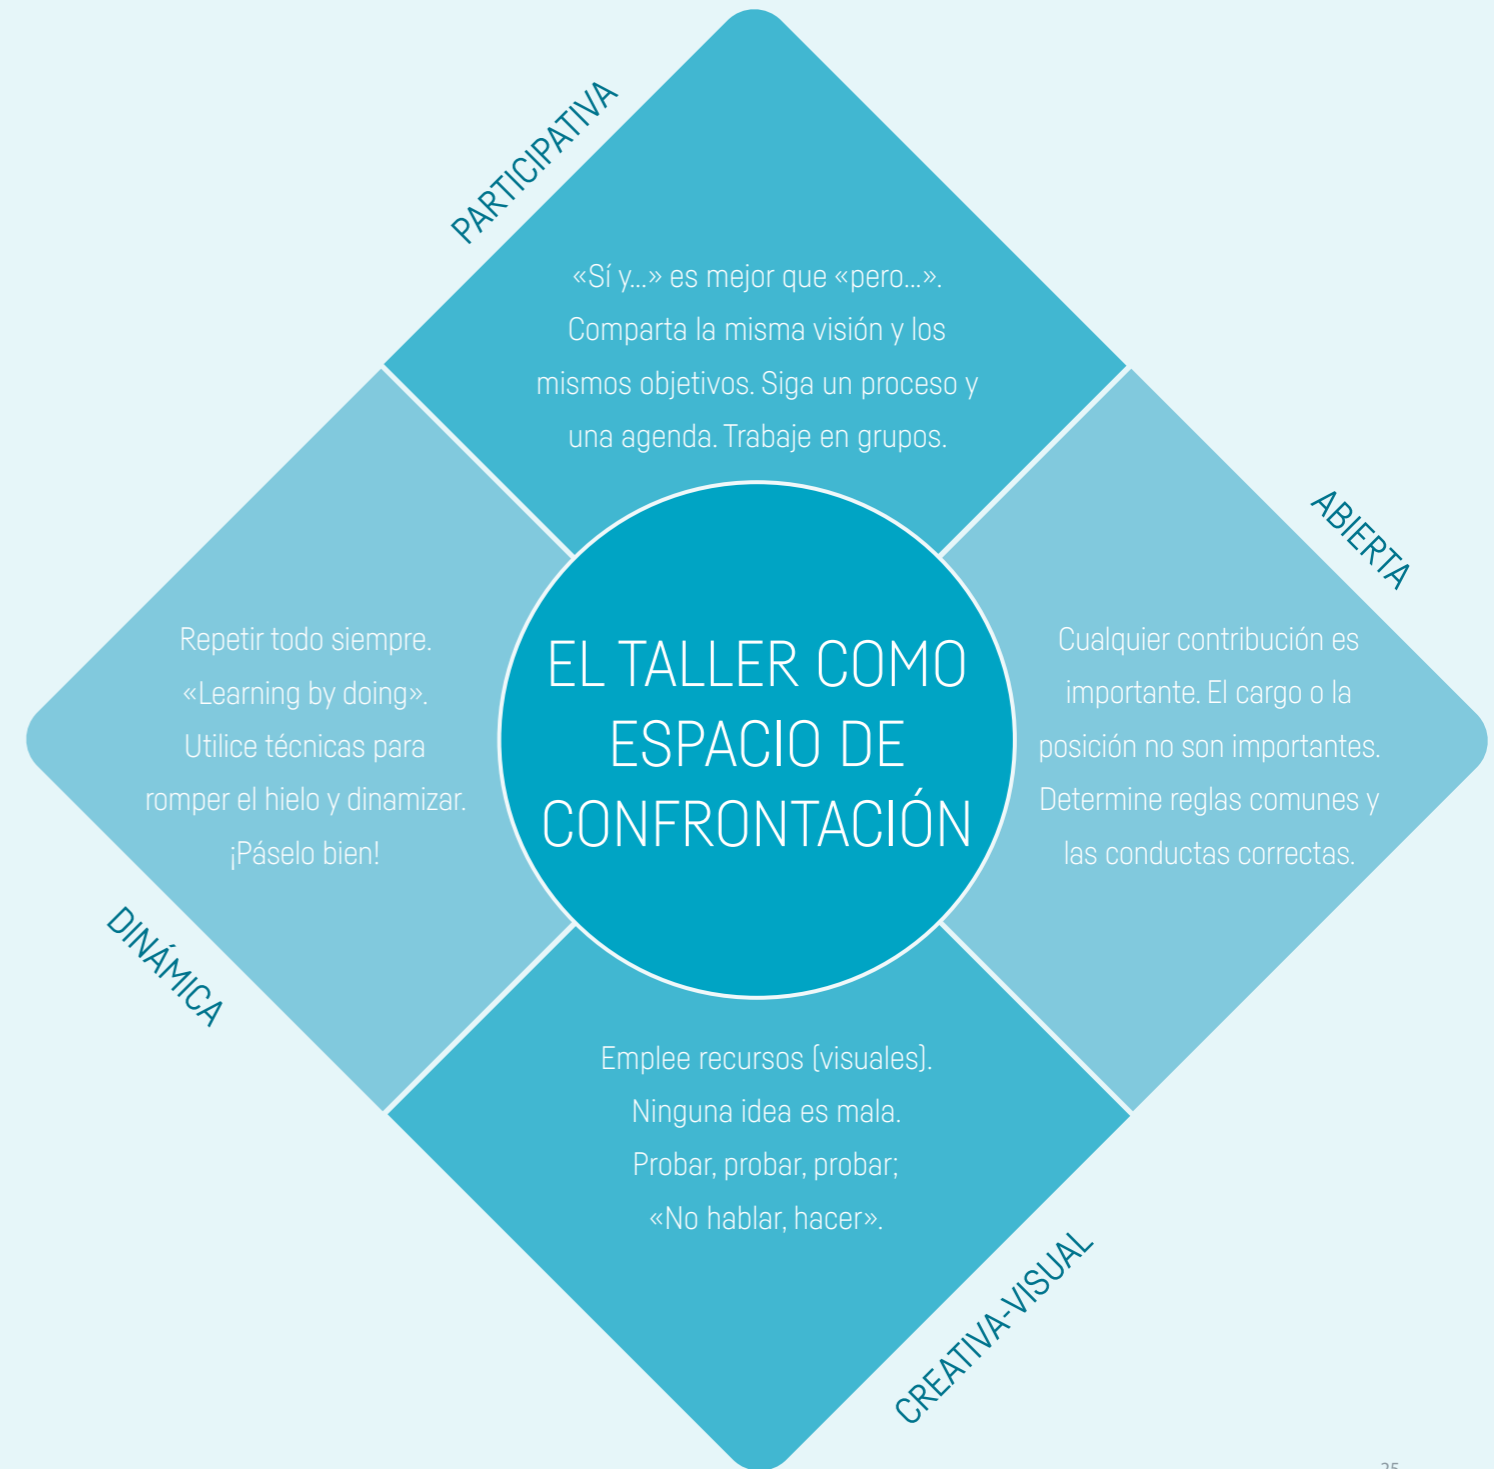 PARTICIPATIVA
«Sí y...» es mejor que «pero...».
Comparta la misma visión y los
mismos objetivos. Siga un proceso y
una agenda. Trabaje en grupos.
ABIERTA
Cualquier contribución es
importante. El cargo o la
posición no son importantes.
Determine reglas comunes y
las conductas correctas.
EL TALLER COMO
ESPACIO DE
CONFRONTACIÓN
Repetir todo siempre.
«Learning by doing».
Utilice técnicas para
romper el hielo y dinamizar.
¡Páselo bien!
DINÁMICA
Emplee recursos (visuales).
Ninguna idea es mala.
Probar, probar, probar;
«No hablar, hacer».
CREATIVA-VISUAL
25